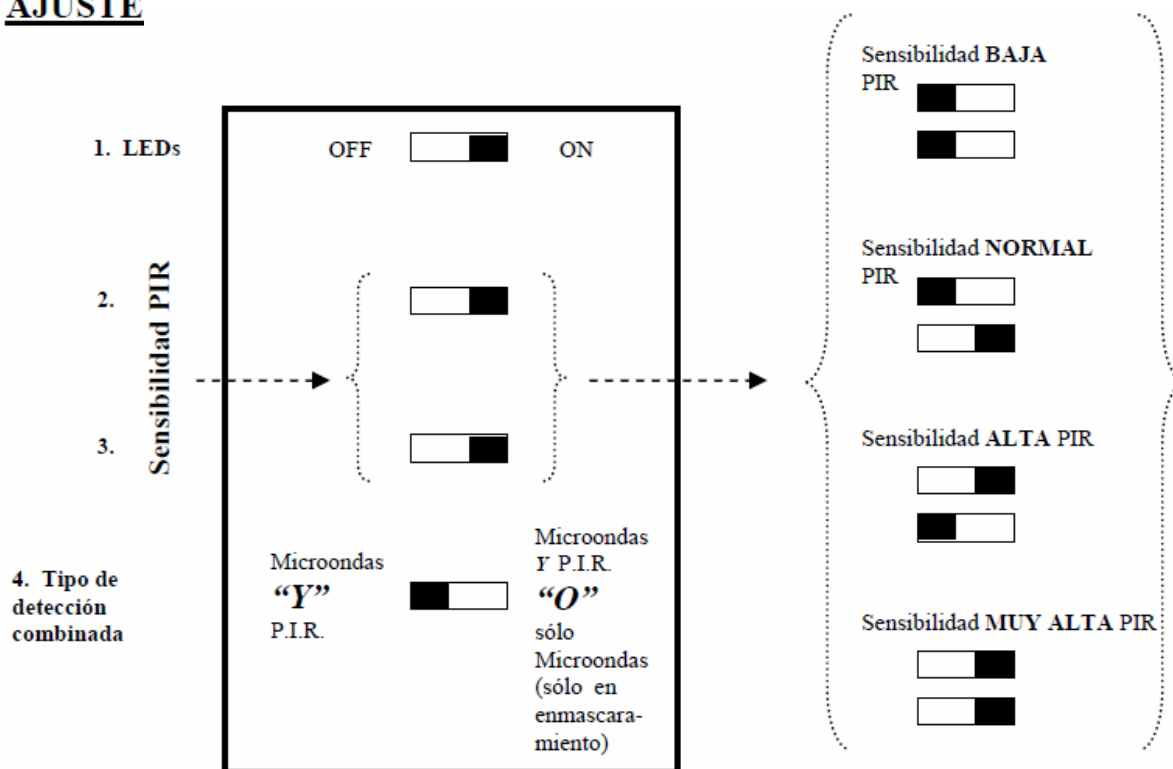 AJUSTE
1. LEDs
OFF
ON
2.
3.
Sensibilidad PIR
4. Tipo de
detección
combinada
Microondas
“Y”
P.I.R.
Microondas
Y P.I.R.
“O”
sólo
Microondas
(sólo en
enmascara-
miento)
Sensibilidad BAJA
PIR
Sensibilidad NORMAL
PIR
Sensibilidad ALTA PIR
Sensibilidad MUY ALTA PIR